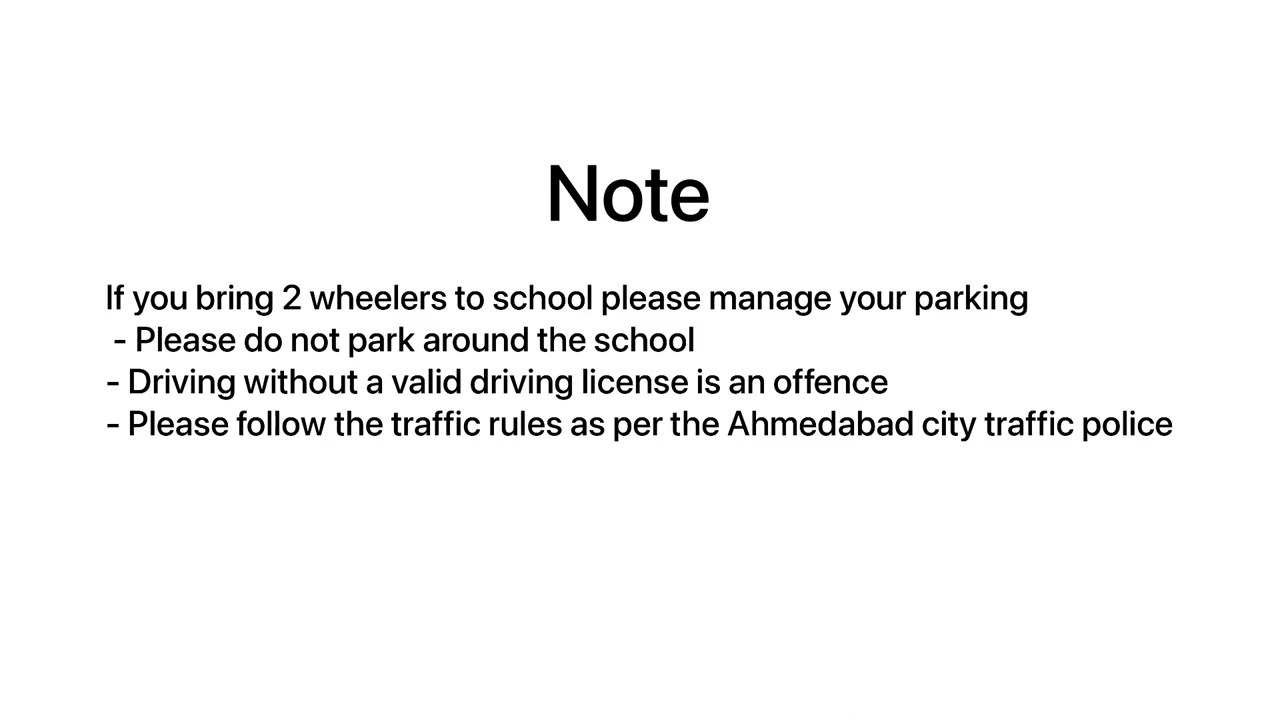 Note
If you bring 2 wheelers to school please manage your parking
- Please do not park around the school
- Driving without a valid driving license is an offence
- Please follow the traffic rules as per the Ahmedabad city traffic police